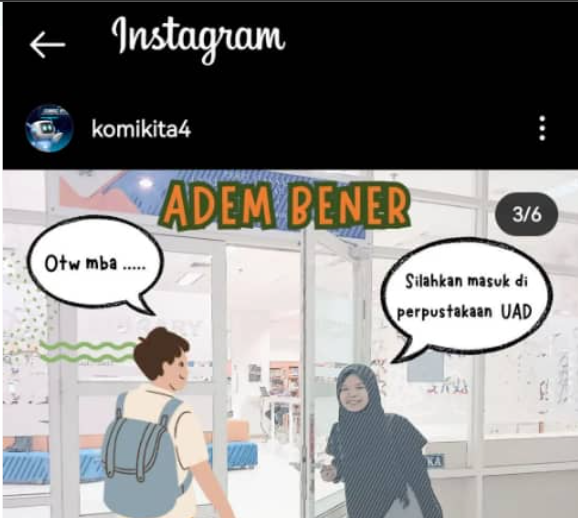 Instagram
komikita4
ADEM BENER
3/6
Otw mba .....
Silahkan masuk di
perpustakaan UAD